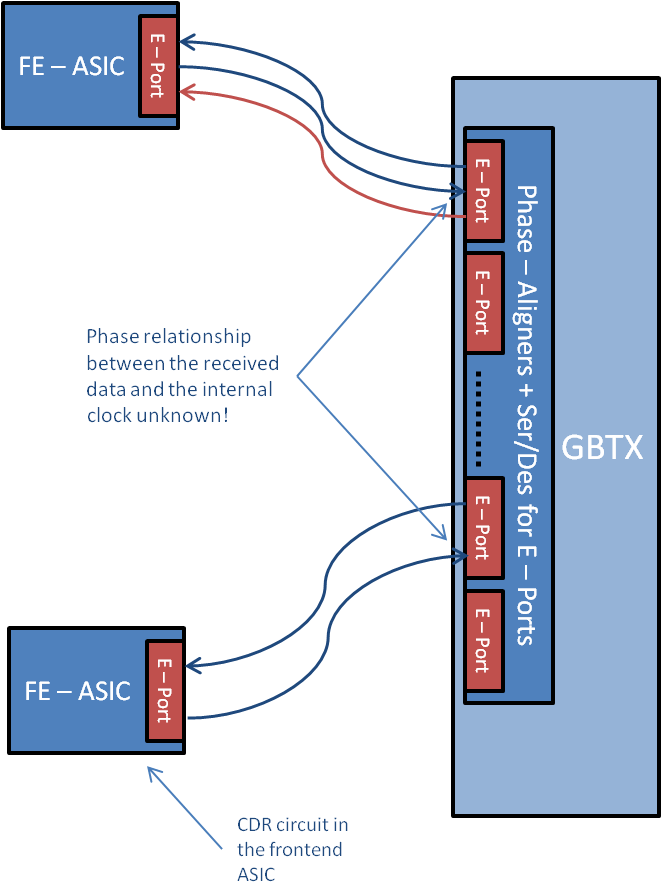 FE – ASIC
E – Port
E – Port
E – Port
E – Port
E – Port
Phase – Aligners + Ser/Des for E – Ports
GBTX
Phase relationship
between the received
data and the internal
clock unknown!
FE – ASIC
E – Port
CDR circuit in
the frontend
ASIC